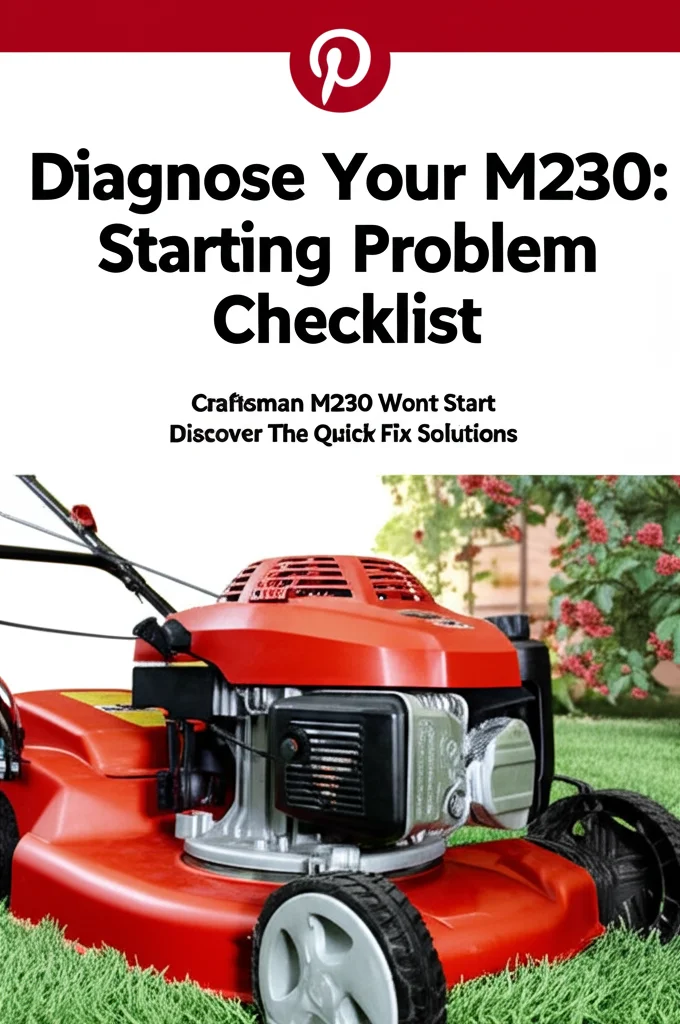 Diagnose Your M230:
Starting Problem
Checklist
Craftsman M230 Wont Start
Discover The Quick Fix Solutions